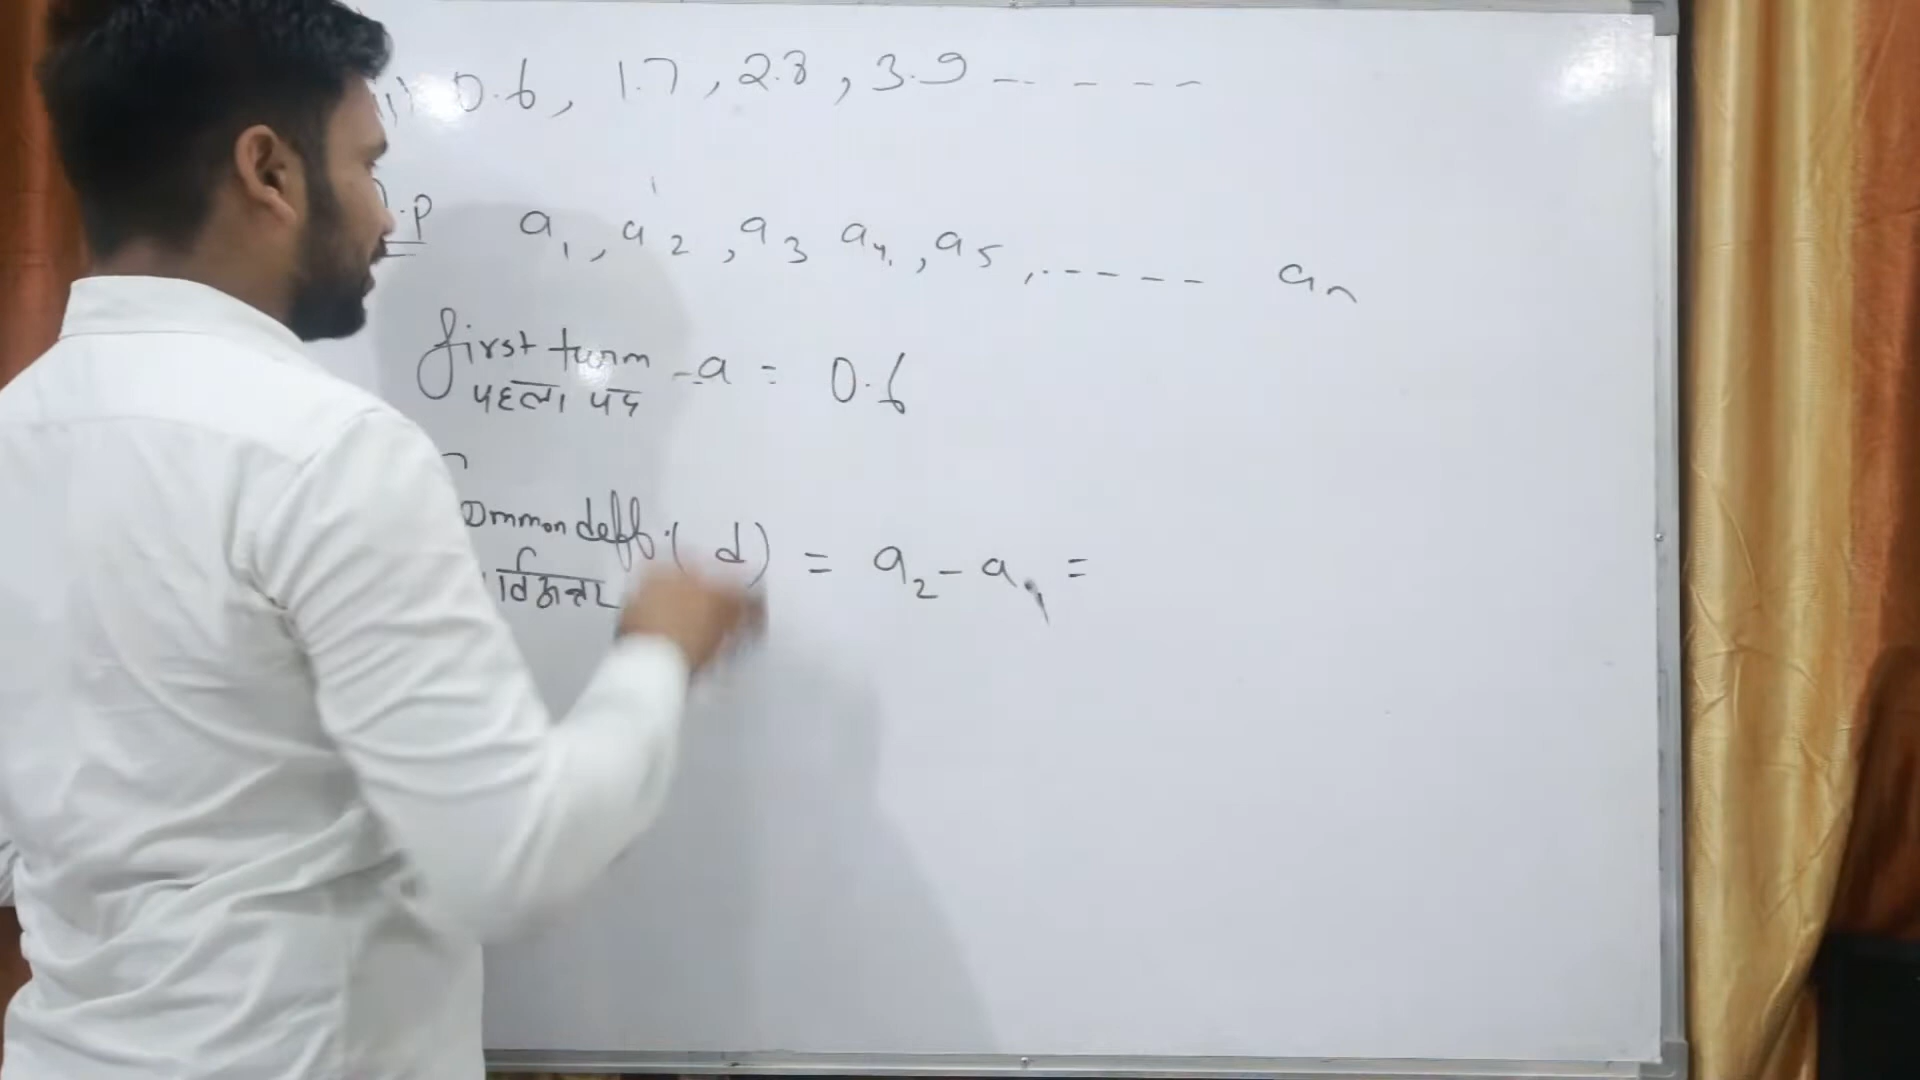 0.6, 1.7, 2.8, 3.9 - - - -
.p a1, a2, a3 a4, a5, - - - - - an
first turm - a = 0.6
पहला पद
ommon deff. (d) = a2 - a1 =